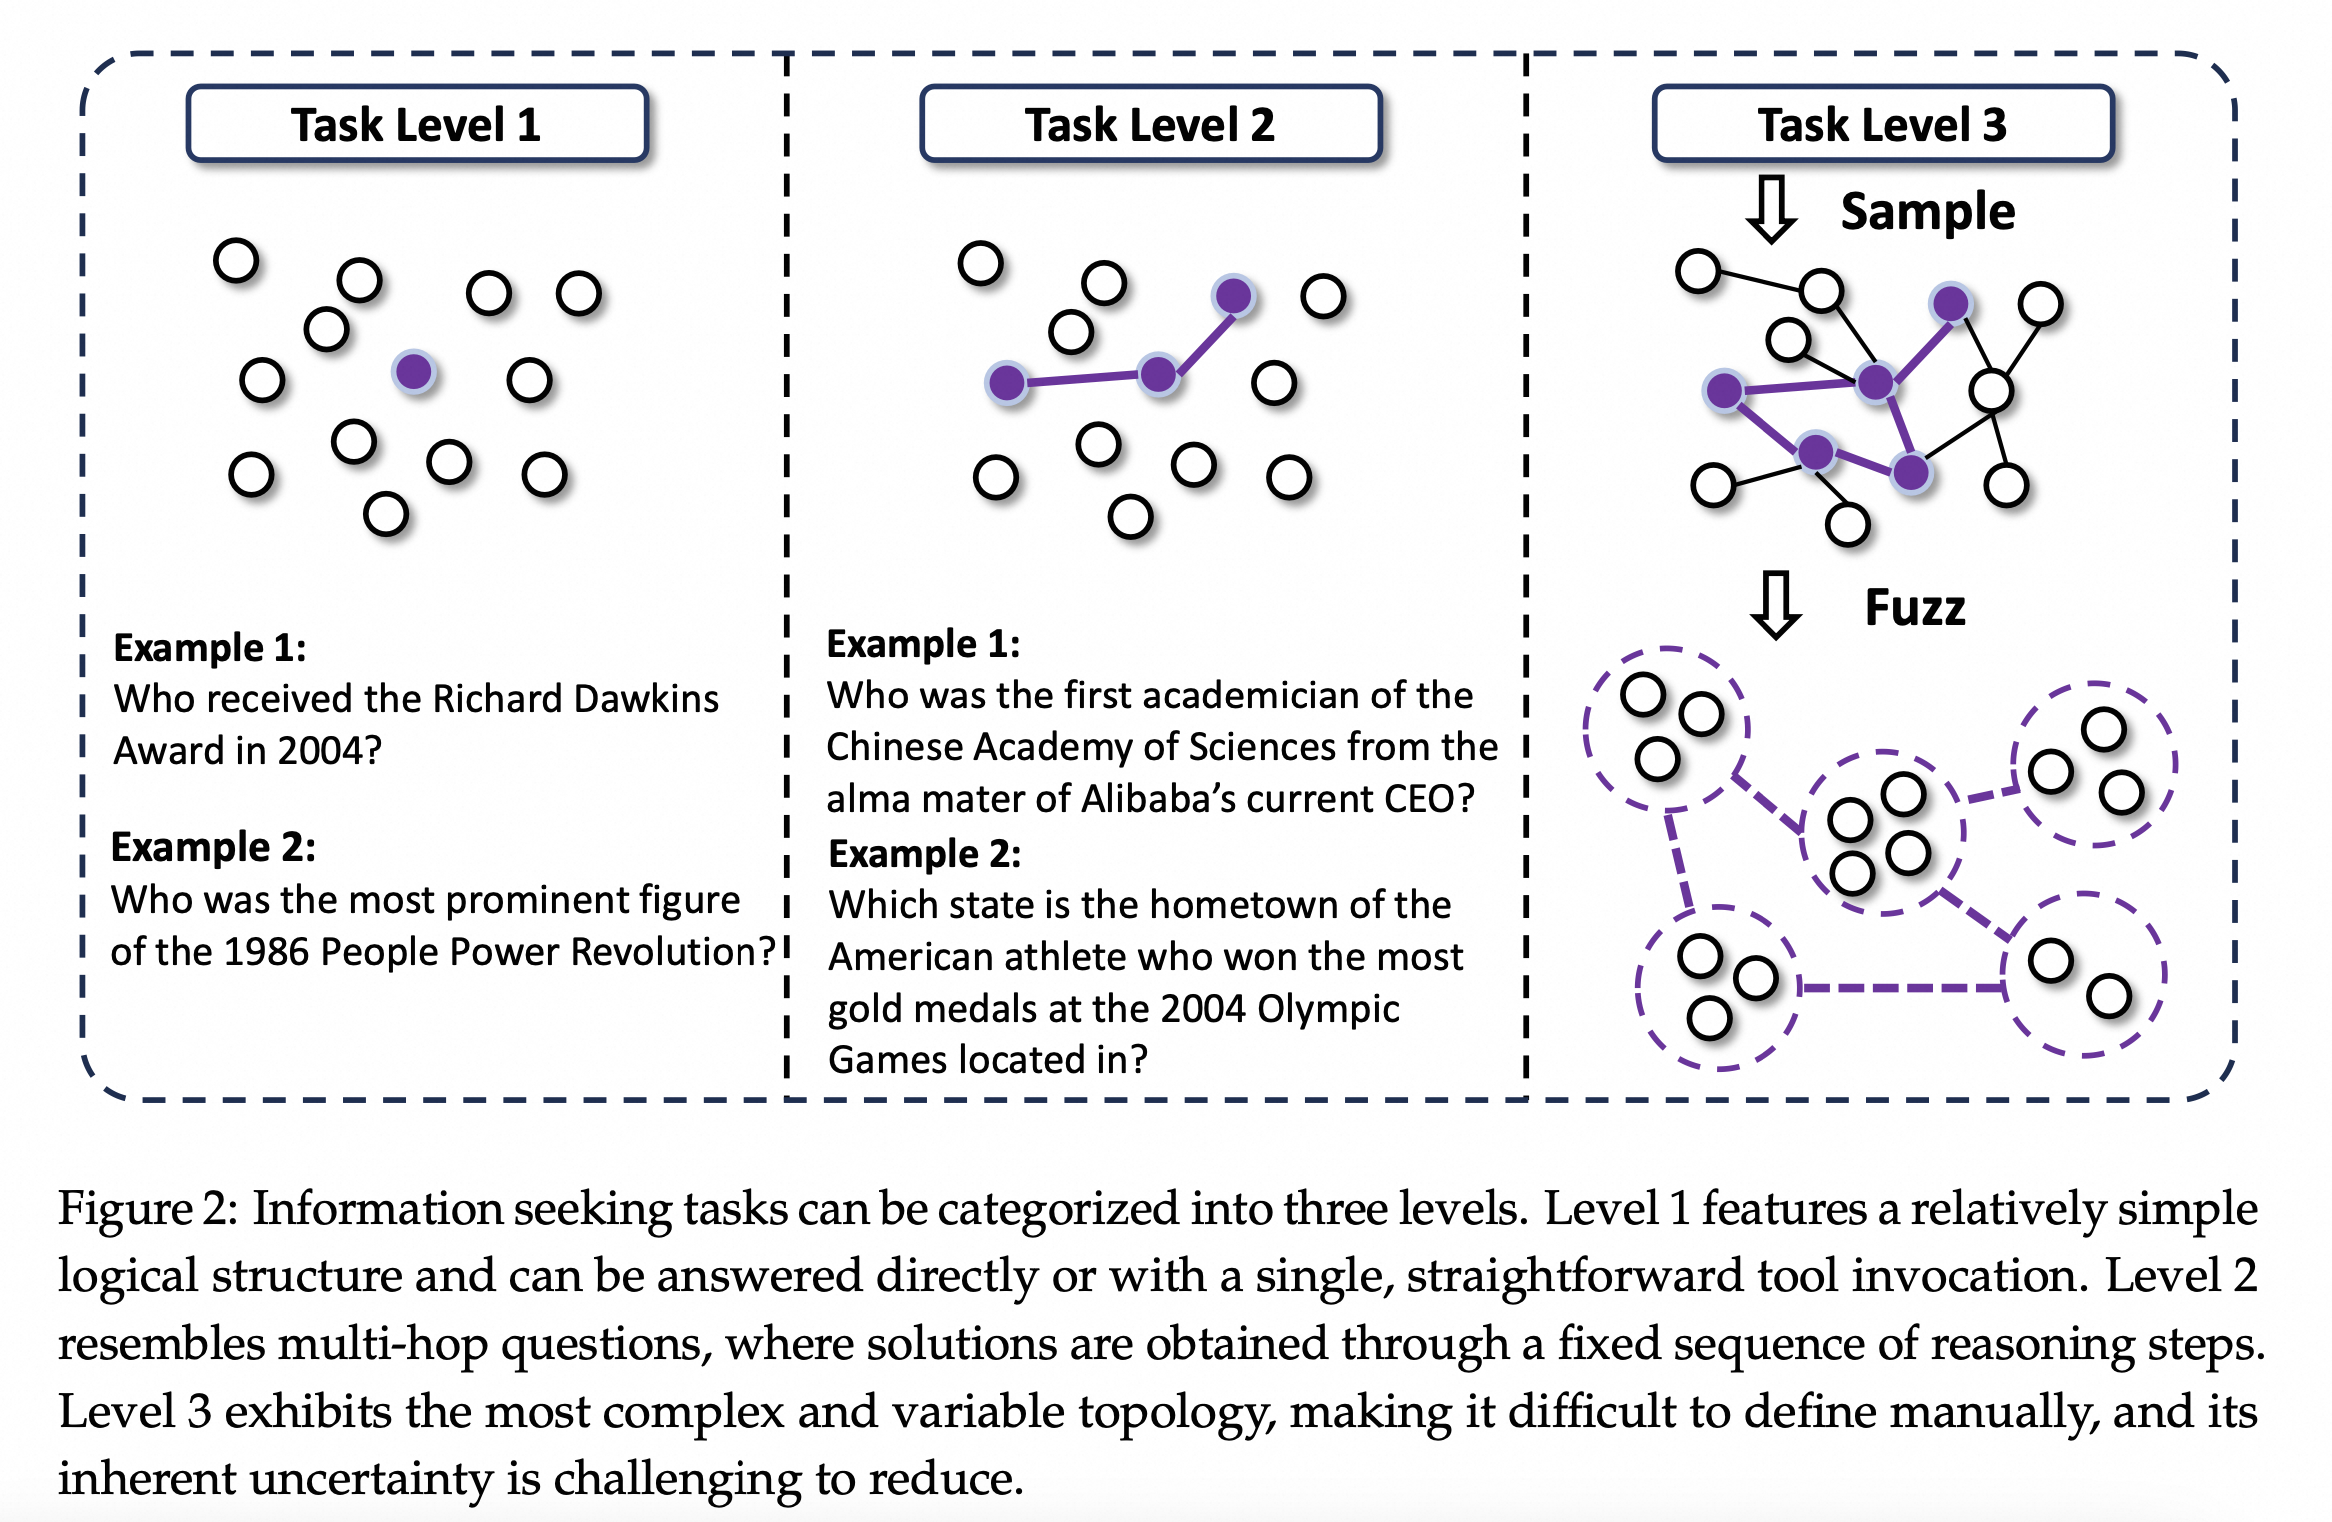 Task Level 1
Example 1:
Who received the Richard Dawkins
Award in 2004?
Example 2:
Who was the most prominent figure
of the 1986 People Power Revolution?
Task Level 2
Example 1:
Who was the first academician of the
Chinese Academy of Sciences from the
alma mater of Alibaba’s current CEO?
Example 2:
Which state is the hometown of the
American athlete who won the most
gold medals at the 2004 Olympic
Games located in?
Task Level 3
Sample
Fuzz
Figure 2: Information seeking tasks can be categorized into three levels. Level 1 features a relatively simple
logical structure and can be answered directly or with a single, straightforward tool invocation. Level 2
resembles multi-hop questions, where solutions are obtained through a fixed sequence of reasoning steps.
Level 3 exhibits the most complex and variable topology, making it difficult to define manually, and its
inherent uncertainty is challenging to reduce.